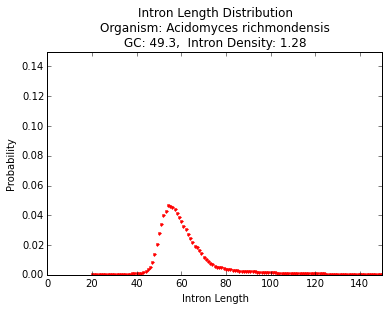 Intron Length Distribution
Organism: Acidomyces richmondensis
GC: 49.3,  Intron Density: 1.28
0.14
0.12
0.10
0.08
0.06
0.04
0.02
0.00
Probability
0 20 40 60 80 100 120 140
Intron Length